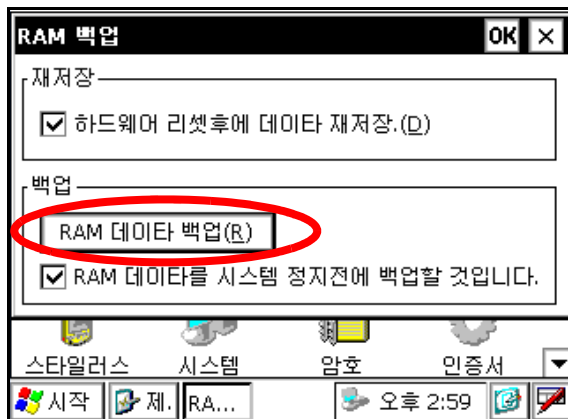 RAM 백업 OK ×
재저장
하드웨어 리셋후에 데이타 재저장.(D)
백업
RAM 데이타 백업(R)
RAM 데이타를 시스템 정지전에 백업할 것입니다.
스타일러스 시스템 암호 인증서
시작 제. RA... 오후 2:59